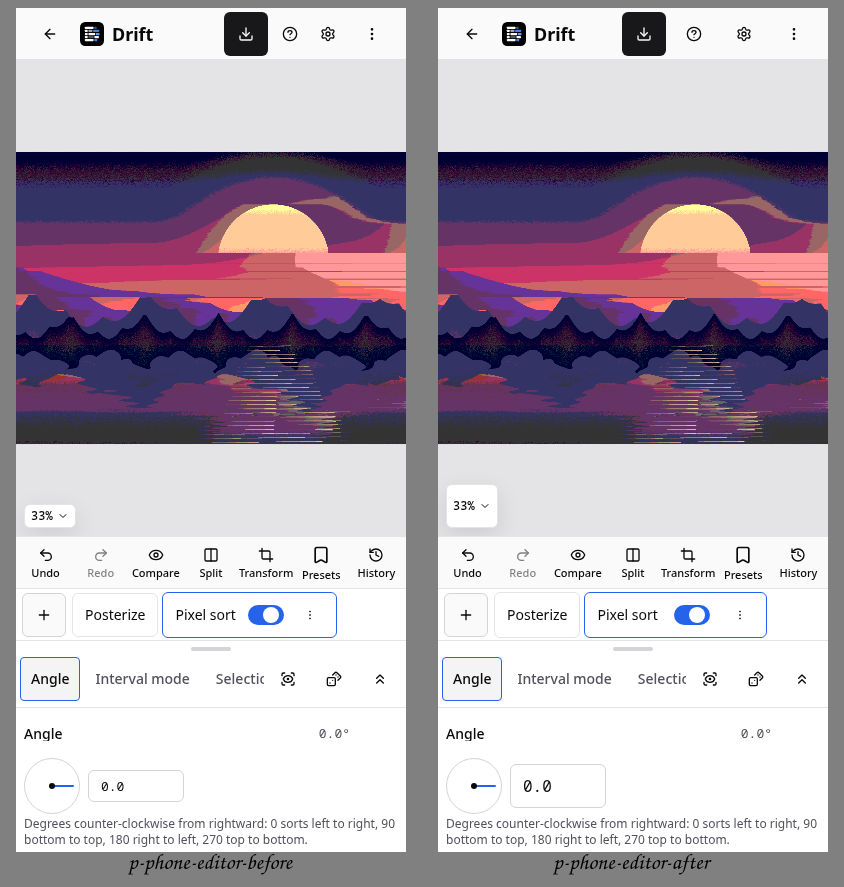 Drift
33%
Undo Redo Compare Split Transform Presets History
+ Posterize Pixel sort
Angle Interval mode Selectic
Angle 0.0°
0.0
Degrees counter-clockwise from rightward: 0 sorts left to right, 90
bottom to top, 180 right to left, 270 top to bottom.
p-phone-editor-before
Drift
33%
Undo Redo Compare Split Transform Presets History
+ Posterize Pixel sort
Angle Interval mode Selectic
Angle 0.0°
0.0
Degrees counter-clockwise from rightward: 0 sorts left to right, 90
bottom to top, 180 right to left, 270 top to bottom.
p-phone-editor-after